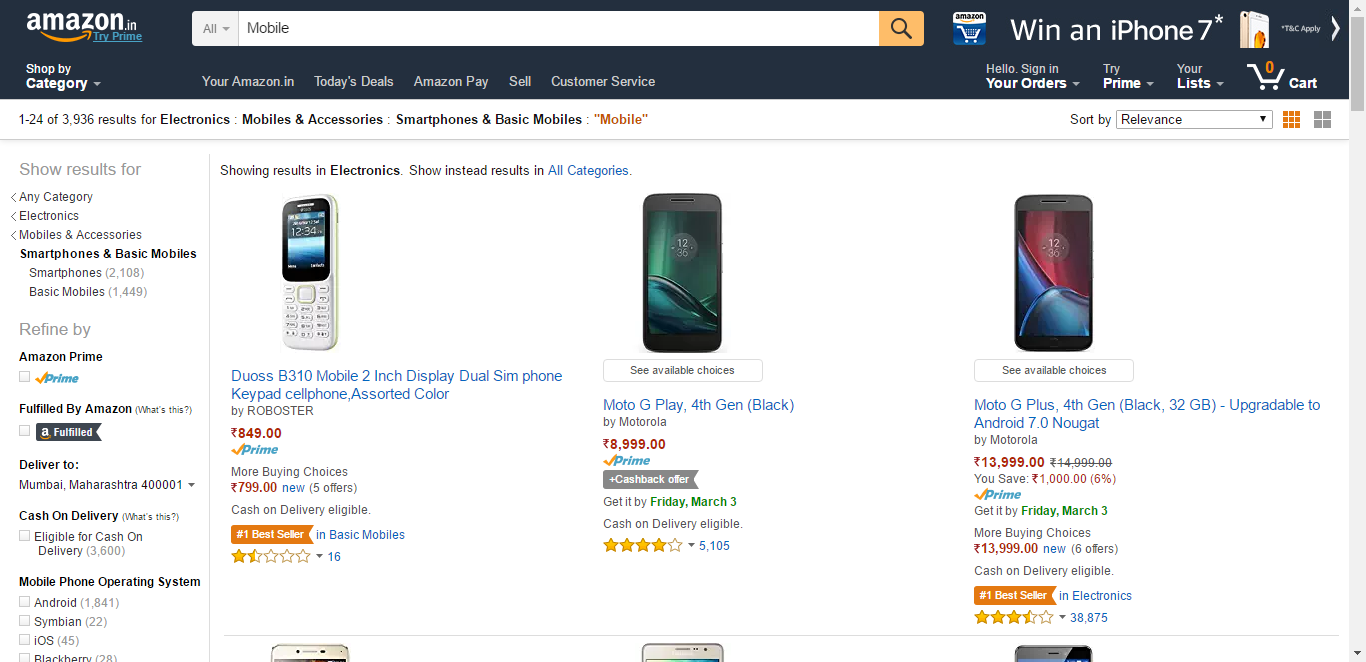 amazon.in
Try Prime
All
Mobile
amazon
Win an iPhone 7*
*T&C Apply
Shop by
Category
Your Amazon.in Today's Deals Amazon Pay Sell Customer Service
Hello. Sign in
Your Orders
Try
Prime
Your
Lists
0
Cart
1-24 of 3,936 results for Electronics : Mobiles & Accessories : Smartphones & Basic Mobiles : "Mobile"
Sort by Relevance
Show results for
Any Category
Electronics
Mobiles & Accessories
Smartphones & Basic Mobiles
Smartphones (2,108)
Basic Mobiles (1,449)
Refine by
Amazon Prime
Prime
Fulfilled By Amazon (What's this?)
a Fulfilled
Deliver to:
Mumbai, Maharashtra 400001
Cash On Delivery (What's this?)
Eligible for Cash On
Delivery (3,600)
Mobile Phone Operating System
Android (1,841)
Symbian (22)
iOS (45)
Blackberry (28)
Showing results in Electronics. Show instead results in All Categories.
12:34
Duoss B310 Mobile 2 Inch Display Dual Sim phone
Keypad cellphone,Assorted Color
by ROBOSTER
₹849.00
Prime
More Buying Choices
₹799.00 new (5 offers)
Cash on Delivery eligible.
#1 Best Seller in Basic Mobiles
16
12
36
See available choices
Moto G Play, 4th Gen (Black)
by Motorola
₹8,999.00
Prime
+Cashback offer
Get it by Friday, March 3
Cash on Delivery eligible.
5,105
12
36
See available choices
Moto G Plus, 4th Gen (Black, 32 GB) - Upgradable to
Android 7.0 Nougat
by Motorola
₹13,999.00 ₹14,999.00
You Save: ₹1,000.00 (6%)
Prime
Get it by Friday, March 3
More Buying Choices
₹13,999.00 new (6 offers)
Cash on Delivery eligible.
#1 Best Seller in Electronics
38,875